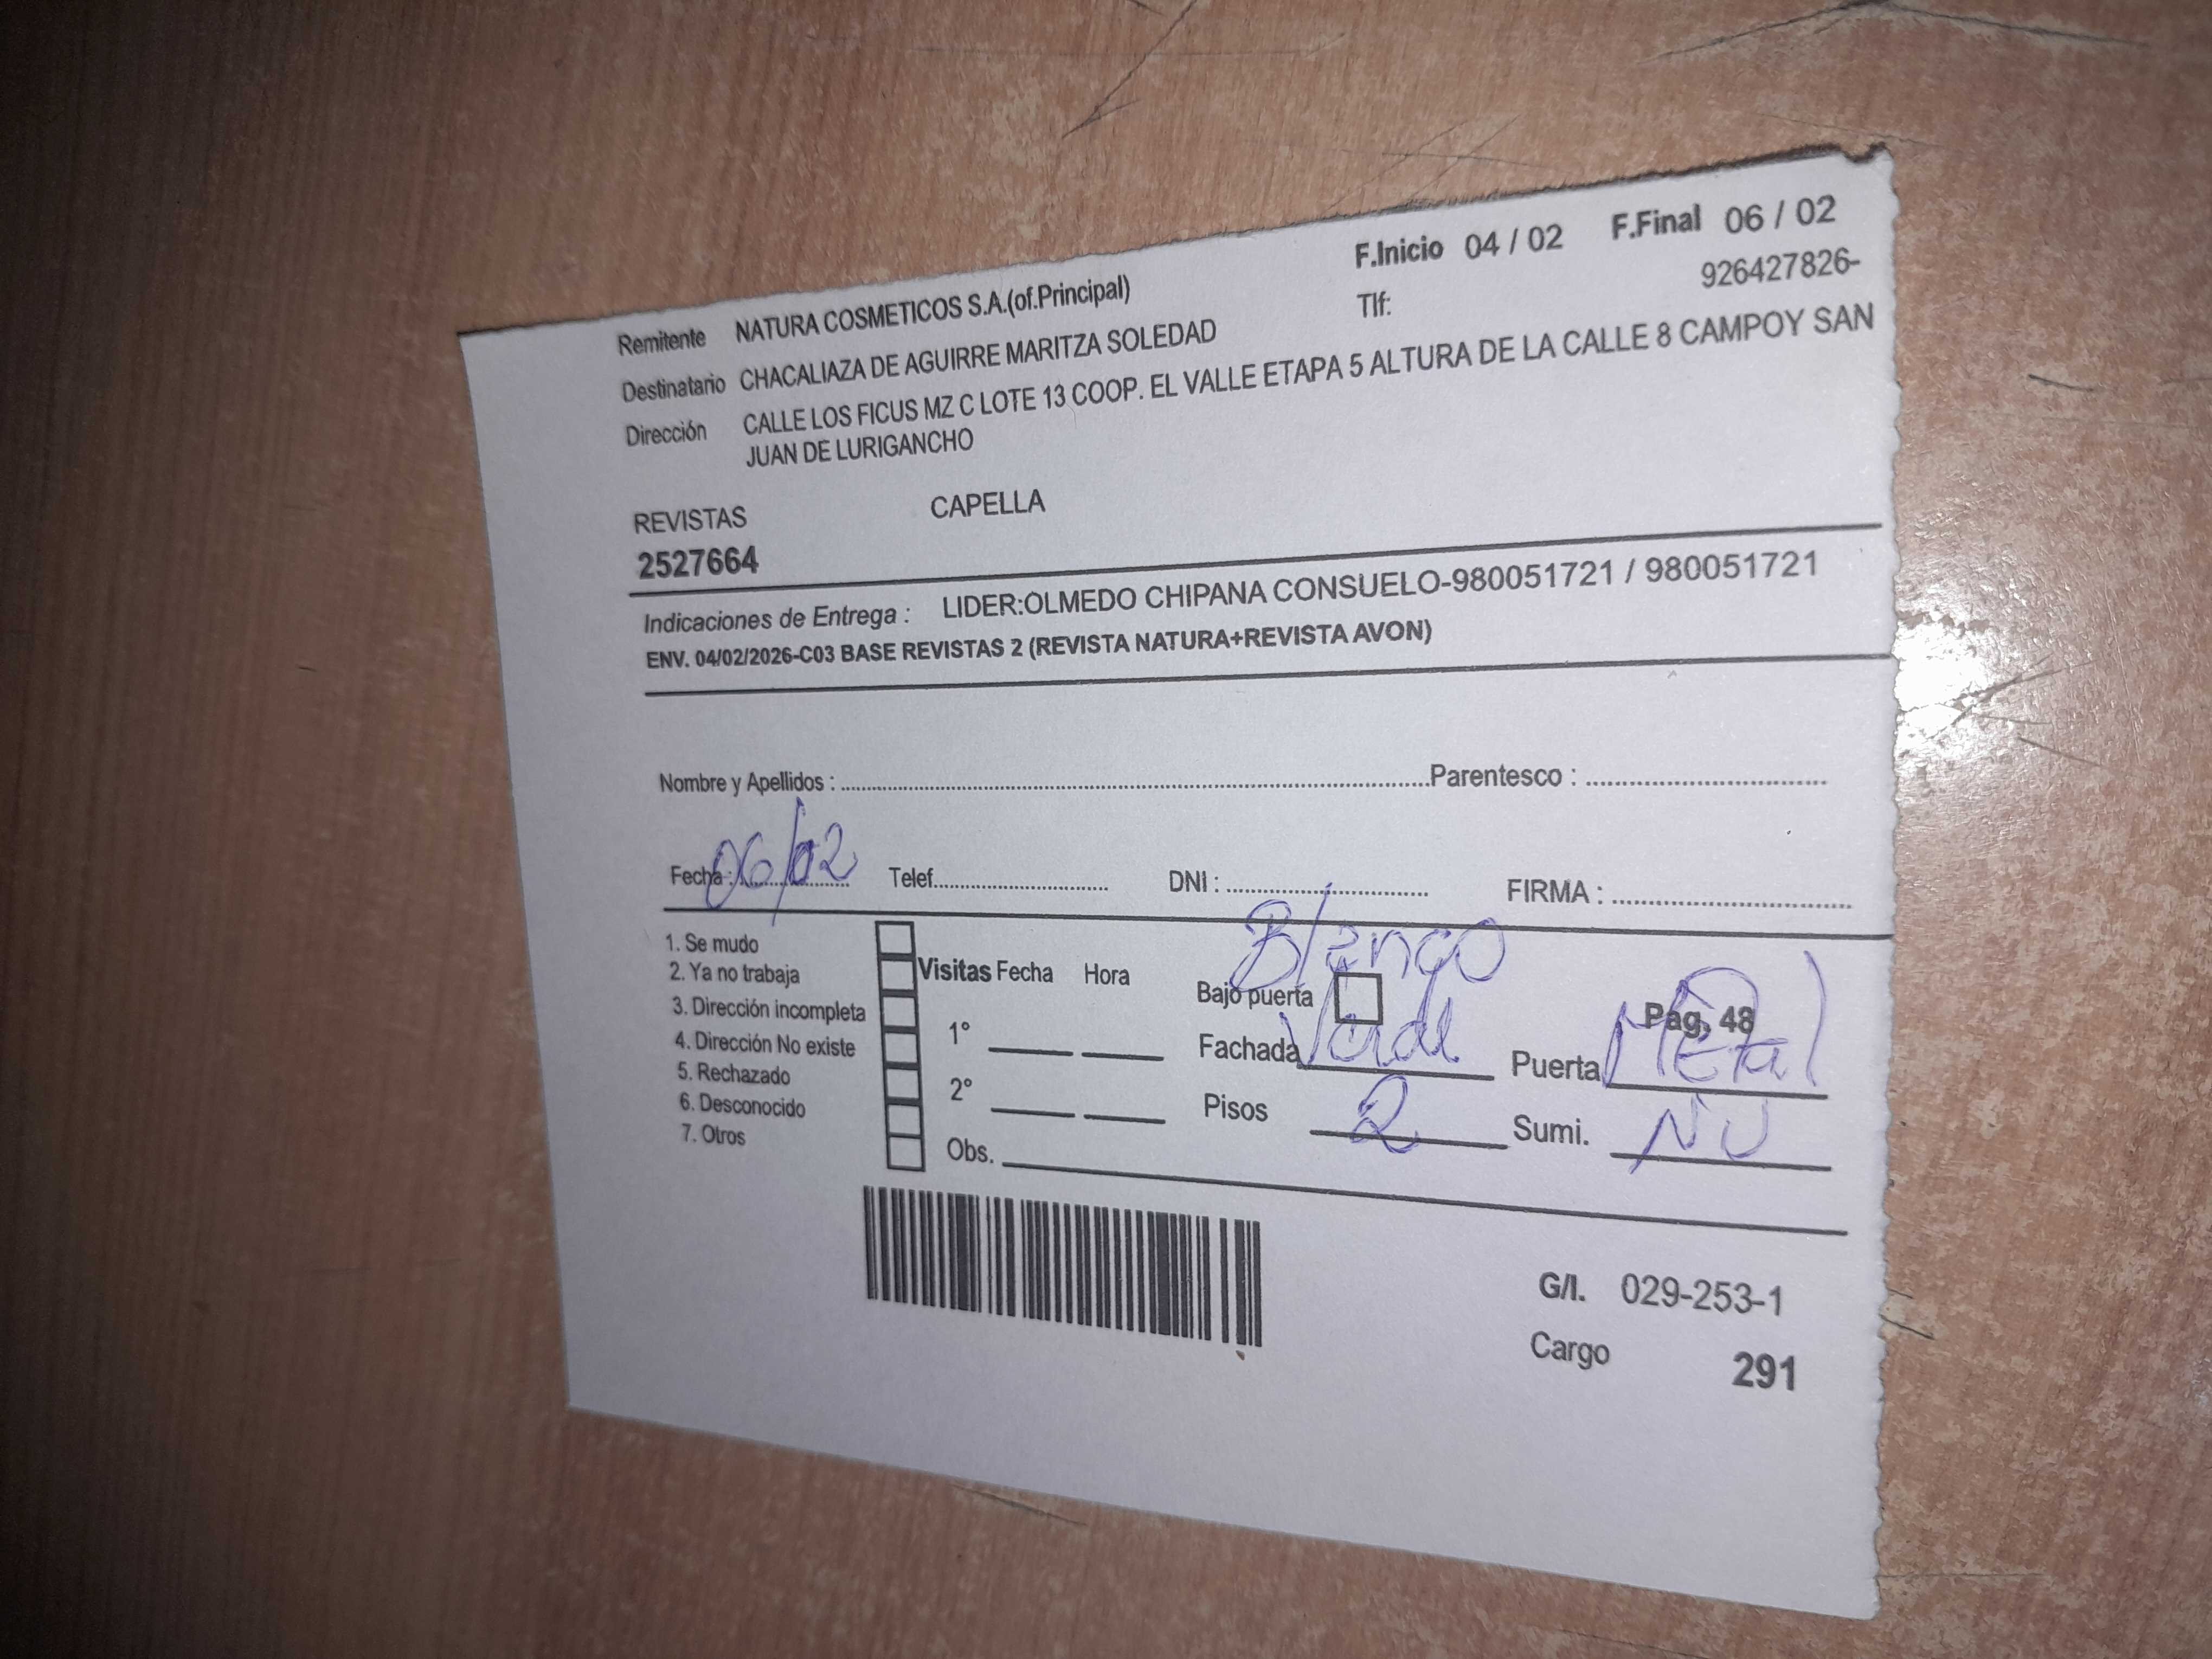 F.Inicio 04 / 02 F.Final 06 / 02
Remitente NATURA COSMETICOS S.A.(of.Principal) Tlf: 926427826-
Destinatario CHACALIAZA DE AGUIRRE MARITZA SOLEDAD
Dirección CALLE LOS FICUS MZ C LOTE 13 COOP. EL VALLE ETAPA 5 ALTURA DE LA CALLE 8 CAMPOY SAN
JUAN DE LURIGANCHO
REVISTAS CAPELLA
2527664
Indicaciones de Entrega : LIDER:OLMEDO CHIPANA CONSUELO-980051721 / 980051721
ENV. 04/02/2026-C03 BASE REVISTAS 2 (REVISTA NATURA+REVISTA AVON)
Nombre y Apellidos : Parentesco :
Fecha : 06/02 Telef. DNI : FIRMA :
Blanco
1. Se mudo
2. Ya no trabaja
3. Dirección incompleta
4. Dirección No existe
5. Rechazado
6. Desconocido
7. Otros
Visitas Fecha Hora
1°
2°
Obs.
Bajo puerta Pag. 48
Fachada Verde Puerta Metal
Pisos 2 Sumi. NU
G/I. 029-253-1
Cargo 291